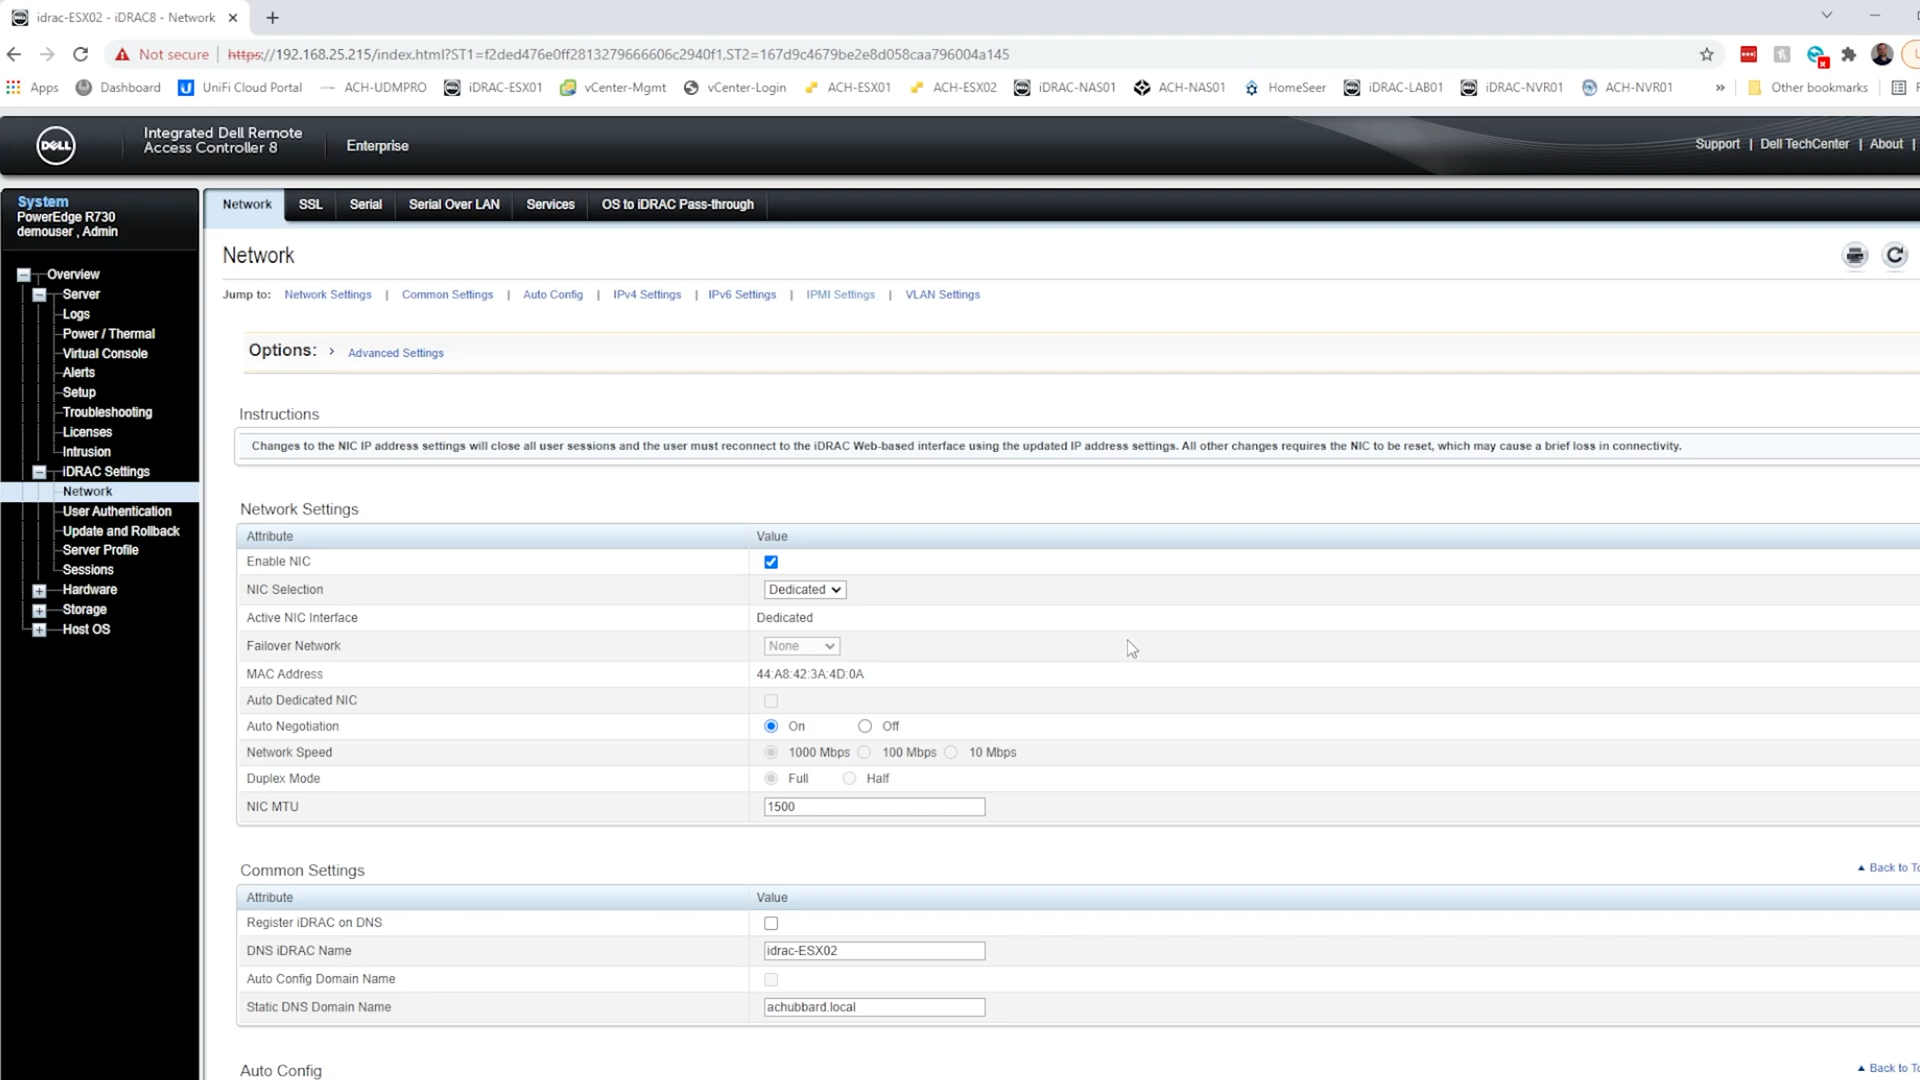 idrac-ESX02 - iDRAC8 - Network
Not secure | https://192.168.25.215/index.html?ST1=f2ded476e0ff2813279666606c2940f1,ST2=167d9c4679be2e8d058caa796004a145
Apps Dashboard UniFi Cloud Portal ACH-UDMPRO iDRAC-ESX01 vCenter-Mgmt vCenter-Login ACH-ESX01 ACH-ESX02 iDRAC-NAS01 ACH-NAS01 HomeSeer iDRAC-LAB01 iDRAC-NVR01 ACH-NVR01 » Other bookmarks
DELL
Integrated Dell Remote
Access Controller 8
Enterprise
Support | Dell TechCenter | About |
System
PowerEdge R730
demouser , Admin
Overview
Server
Logs
Power / Thermal
Virtual Console
Alerts
Setup
Troubleshooting
Licenses
Intrusion
iDRAC Settings
Network
User Authentication
Update and Rollback
Server Profile
Sessions
Hardware
Storage
Host OS
Network SSL Serial Serial Over LAN Services OS to iDRAC Pass-through
Network
Jump to: Network Settings | Common Settings | Auto Config | IPv4 Settings | IPv6 Settings | IPMI Settings | VLAN Settings
Options: › Advanced Settings
Instructions
Changes to the NIC IP address settings will close all user sessions and the user must reconnect to the iDRAC Web-based interface using the updated IP address settings. All other changes requires the NIC to be reset, which may cause a brief loss in connectivity.
Network Settings
Attribute Value
Enable NIC
NIC Selection Dedicated
Active NIC Interface Dedicated
Failover Network None
MAC Address 44:A8:42:3A:4D:0A
Auto Dedicated NIC
Auto Negotiation On Off
Network Speed 1000 Mbps 100 Mbps 10 Mbps
Duplex Mode Full Half
NIC MTU 1500
Common Settings
Back to To
Attribute Value
Register iDRAC on DNS
DNS iDRAC Name idrac-ESX02
Auto Config Domain Name
Static DNS Domain Name achubbard.local
Auto Config
Back to To